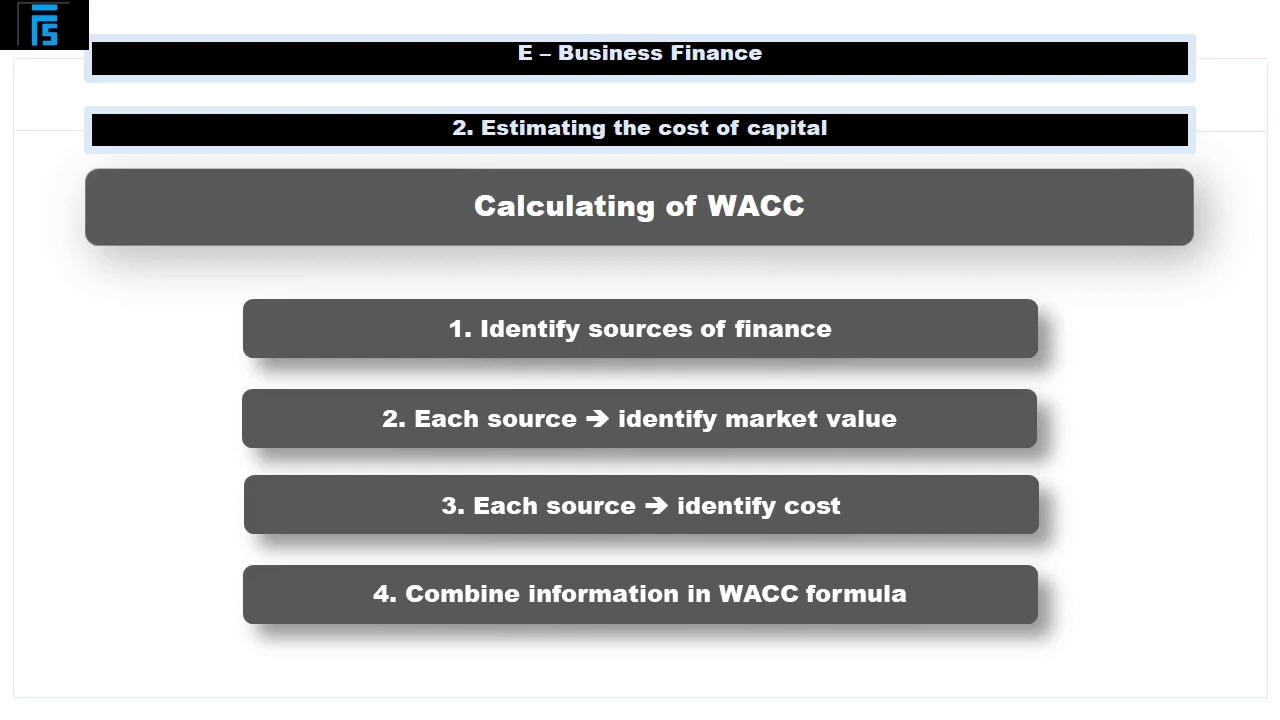 E – Business Finance
2. Estimating the cost of capital
Calculating of WACC
1. Identify sources of finance
2. Each source ➔ identify market value
3. Each source ➔ identify cost
4. Combine information in WACC formula